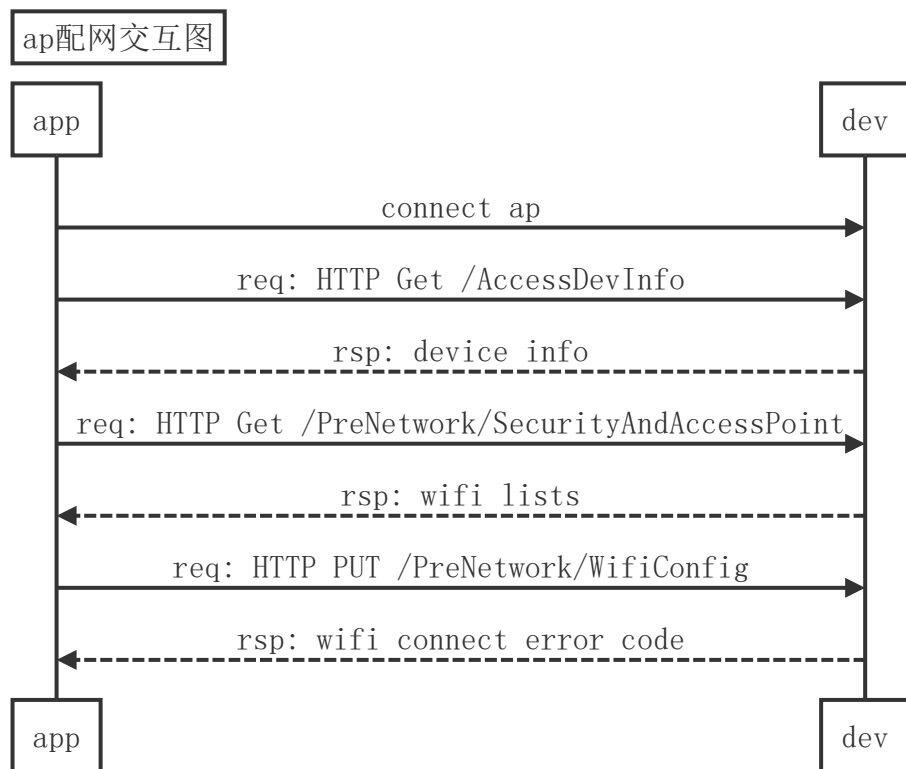 ap配网交互图
app
dev
connect ap
req: HTTP Get /AccessDevInfo
rsp: device info
req: HTTP Get /PreNetwork/SecurityAndAccessPoint
rsp: wifi lists
req: HTTP PUT /PreNetwork/WifiConfig
rsp: wifi connect error code
app
dev